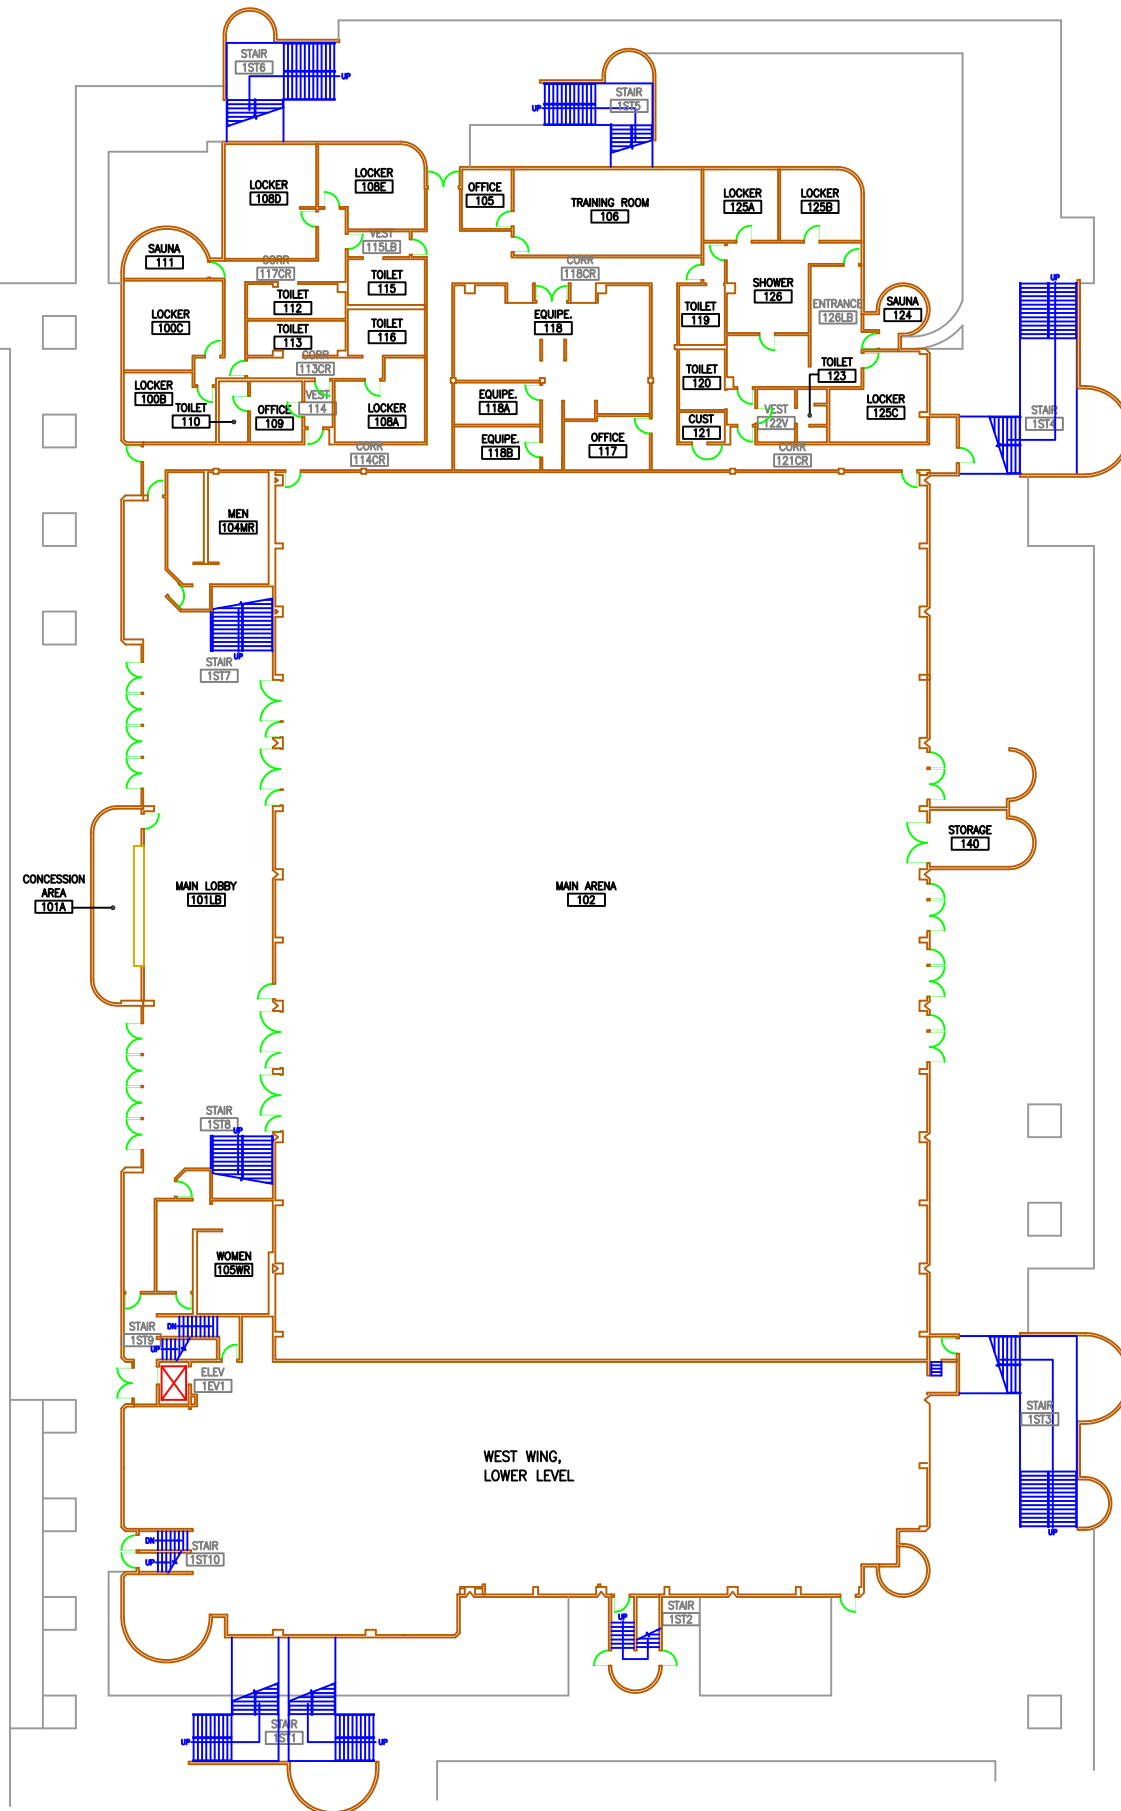 STAIR
1ST6
UP
STAIR
1ST5
UP
LOCKER
108D
LOCKER
108E
OFFICE
105
TRAINING ROOM
106
LOCKER
125A
LOCKER
125B
SAUNA
111
VEST
115LB
CORR
117CR
CORR
118CR
TOILET
115
TOILET
112
SHOWER
126
ENTRANCE
126LB
SAUNA
124
UP
LOCKER
100C
TOILET
113
TOILET
116
EQUIPE.
118
TOILET
119
CORR
113CR
TOILET
123
LOCKER
100B
TOILET
110
OFFICE
109
VEST
114
LOCKER
108A
EQUIPE.
118A
TOILET
120
LOCKER
125C
VEST
122V
CUST
121
STAIR
1ST4
EQUIPE.
118B
OFFICE
117
CORR
114CR
CORR
121CR
MEN
104MR
UP
STAIR
1ST7
STORAGE
140
CONCESSION
AREA
101A
MAIN LOBBY
101LB
MAIN ARENA
102
STAIR
1ST8
UP
WOMEN
105WR
STAIR
1ST9
DN
UP
ELEV
1EV1
STAIR
1ST3
UP
WEST WING,
LOWER LEVEL
DN
UP
STAIR
1ST10
STAIR
1ST2
UP
STAIR
1ST1
UP
UP